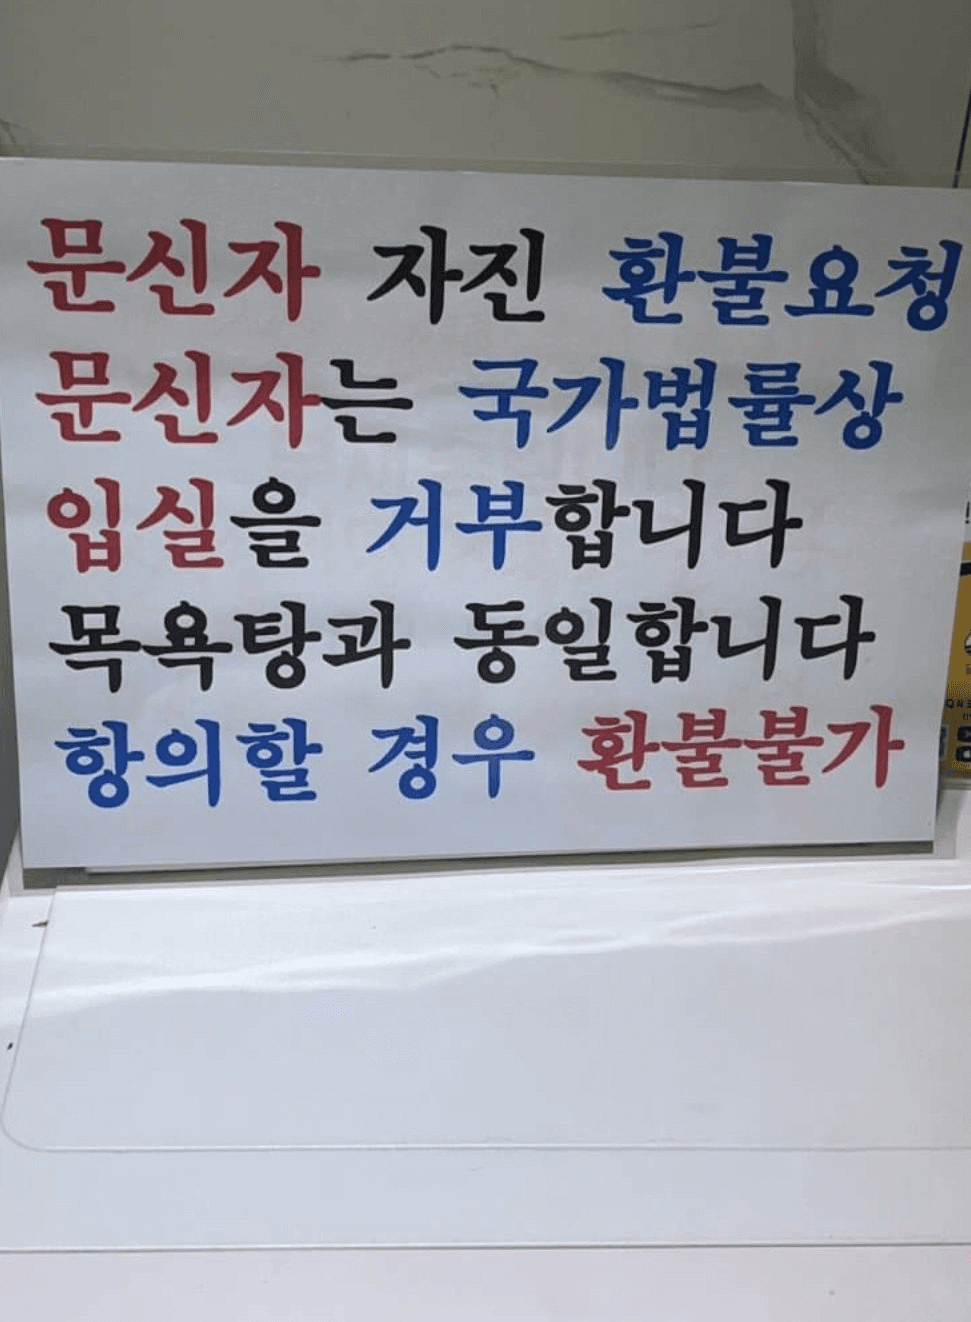 문신자 자진 환불요청
문신자는 국가법률상
입실을 거부합니다
목욕탕과 동일합니다
항의할 경우 환불불가